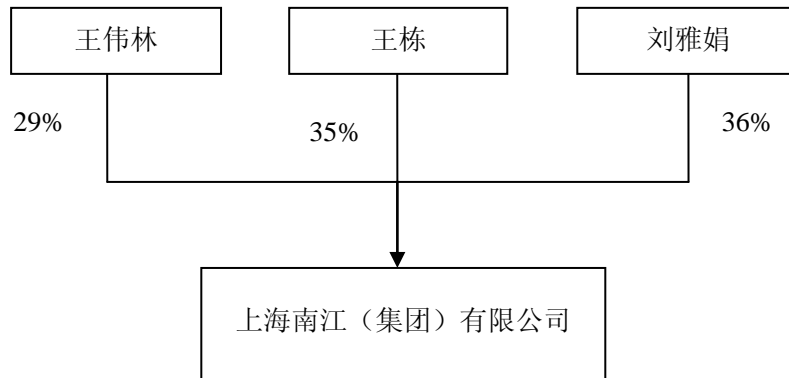 王伟林
王栋
刘雅娟
29%
35%
36%
上海南江（集团）有限公司